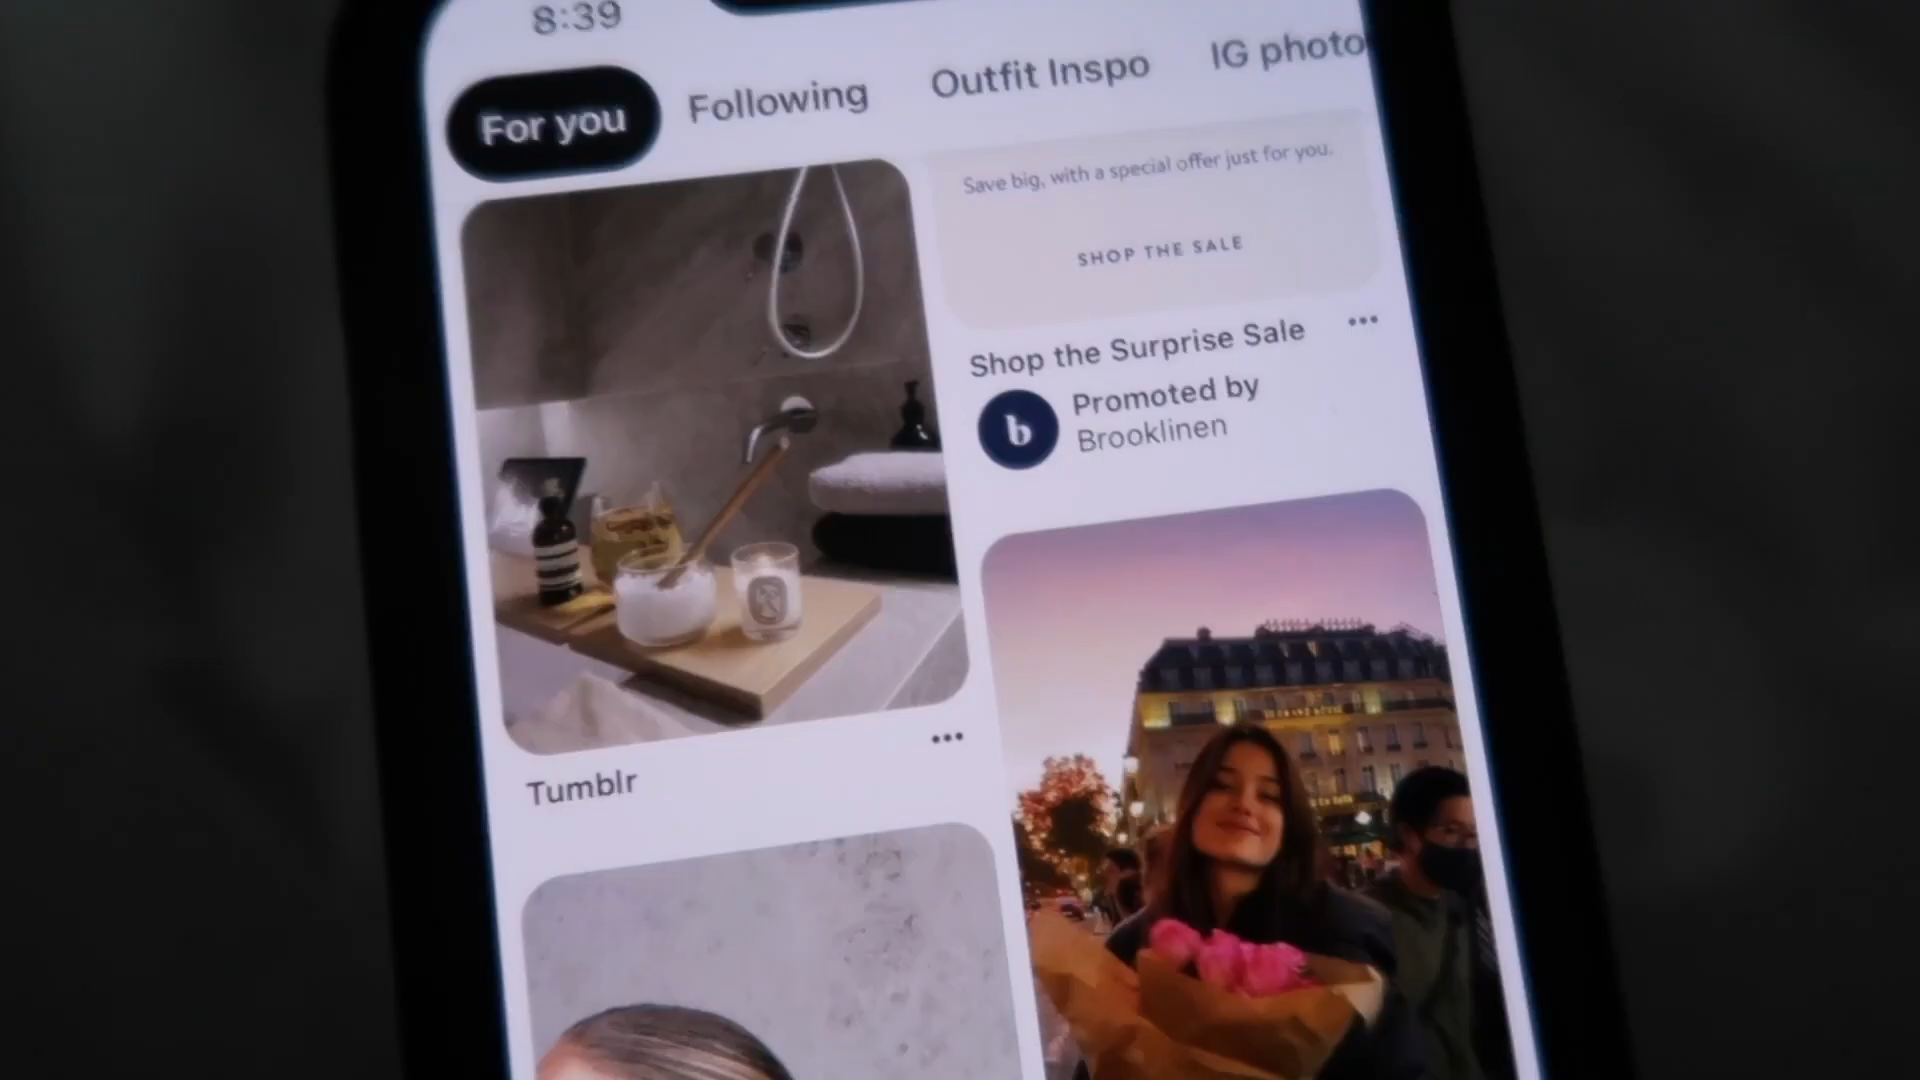 8:39
For you
Following
Outfit Inspo
IG photo
Save big, with a special offer just for you.
SHOP THE SALE
Shop the Surprise Sale
b
Promoted by
Brooklinen
Tumblr